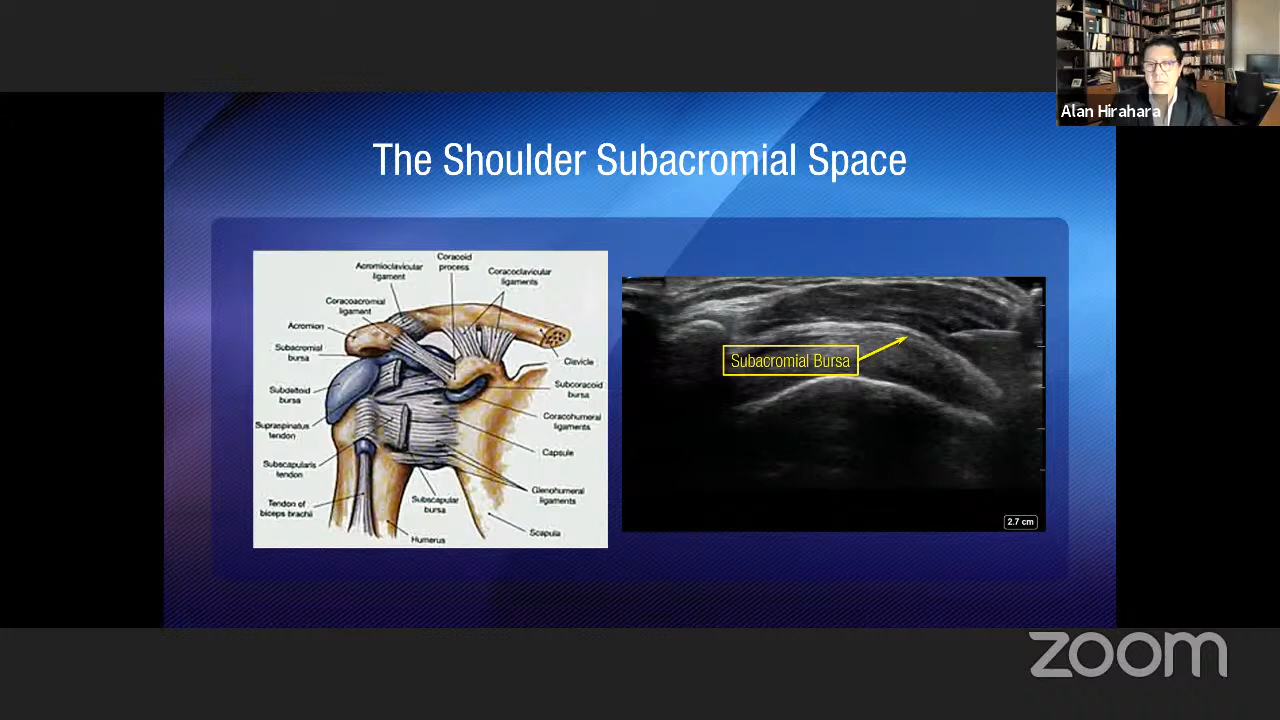 Alan Hirahara
The Shoulder Subacromial Space
Coracoid
process
Acromioclavicular
ligament
Coracoclavicular
ligaments
Coracoacromial
ligament
Acromion
Subacromial
bursa
Subdeltoid
bursa
Supraspinatus
tendon
Subscapularis
tendon
Tendon of
biceps brachii
Clavicle
Subcoracoid
bursa
Coracohumeral
ligaments
Capsule
Glenohumeral
ligaments
Subscapular
bursa
Scapula
Humerus
Subacromial Bursa
2.7 cm
zoom